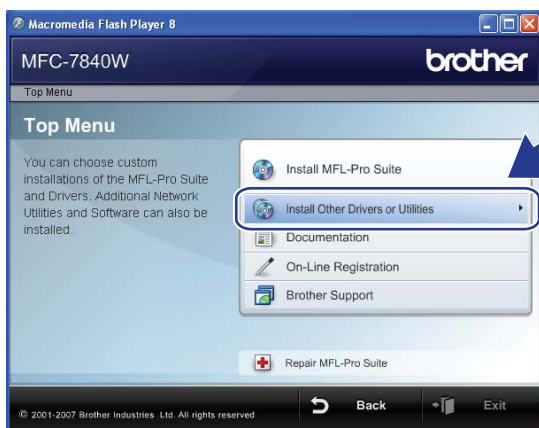 Macromedia Flash Player 8
MFC-7840W
brother
Top Menu
Top Menu
You can choose custom
installations of the MFL-Pro Suite
and Drivers. Additional Network
Utilities and Software can also be
installed.
Install MFL-Pro Suite
Install Other Drivers or Utilities
Documentation
On-Line Registration
Brother Support
Repair MFL-Pro Suite
© 2001-2007 Brother Industries Ltd. All rights reserved
Back
Exit